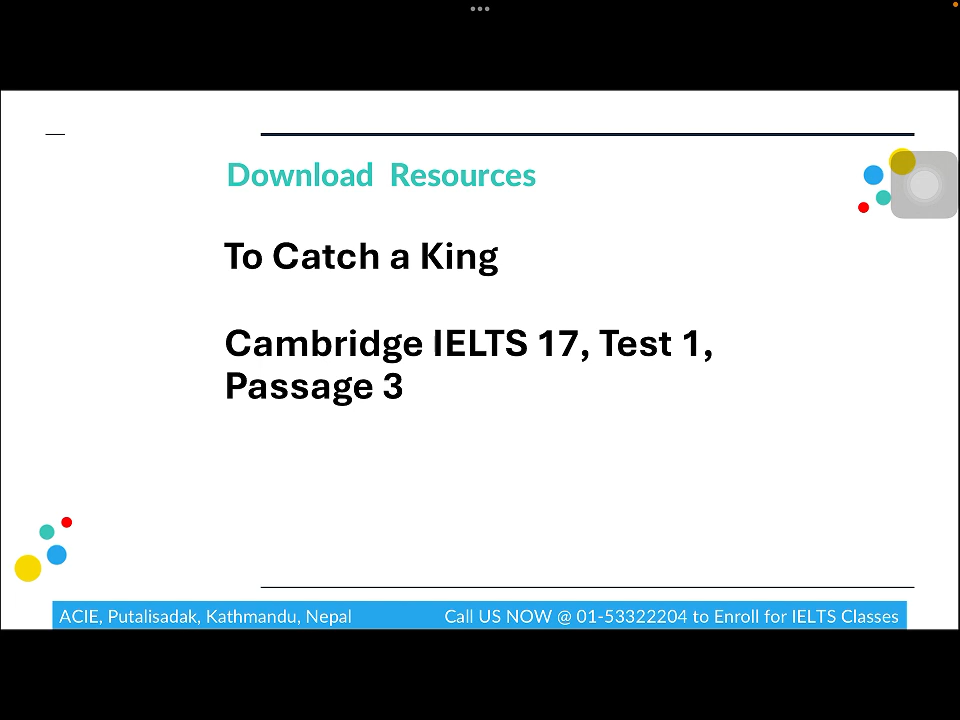 Download Resources
To Catch a King
Cambridge IELTS 17, Test 1,
Passage 3
ACIE, Putalisadak, Kathmandu, Nepal
Call US NOW @ 01-53322204 to Enroll for IELTS Classes